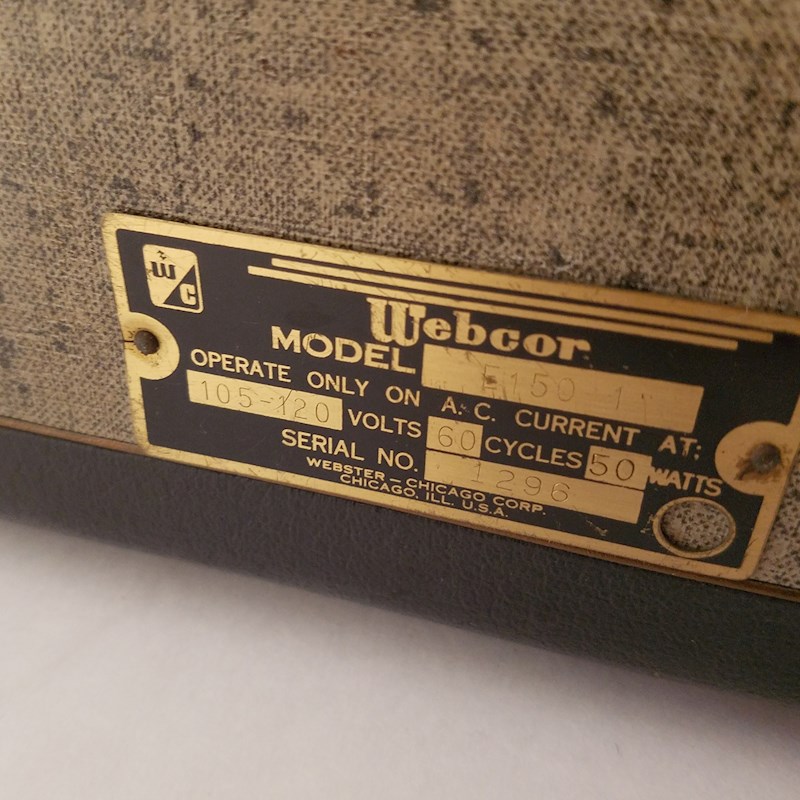 W
C
Webcor
MODEL E150-1
OPERATE ONLY ON A.C. CURRENT AT:
105-120 VOLTS 60 CYCLES 50 WATTS
SERIAL NO. 1296
WEBSTER — CHICAGO CORP.
CHICAGO, ILL. U.S.A.